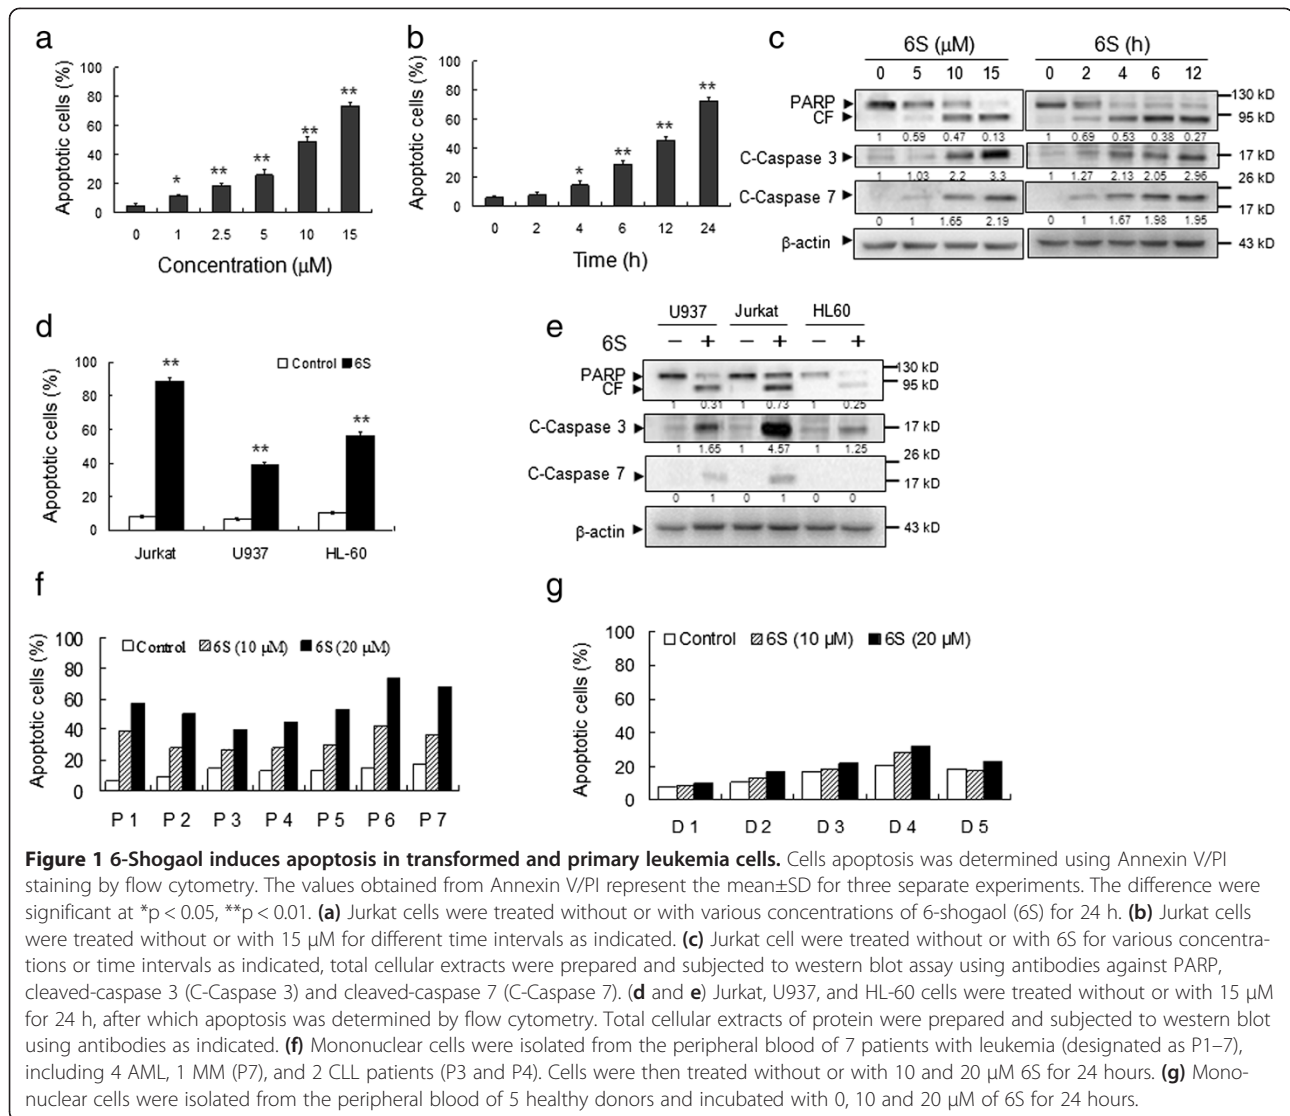 a
Apoptotic cells (%)
100
80
60
40
20
0
* ** ** ** **
0 1 2.5 5 10 15
Concentration (μM)
b
Apoptotic cells (%)
100
80
60
40
20
0
* ** ** **
0 2 4 6 12 24
Time (h)
c
6S (μM) 6S (h)
0 5 10 15 0 2 4 6 12
PARP 130 kD
CF 95 kD
1 0.59 0.47 0.13 1 0.69 0.53 0.38 0.27
C-Caspase 3 17 kD
1 1.03 2.2 3.3 1 1.27 2.13 2.05 2.96
26 kD
C-Caspase 7 17 kD
0 1 1.65 2.19 0 1 1.67 1.98 1.95
β-actin 43 kD
d
Apoptotic cells (%)
100
80
60
40
20
0
Control 6S
** ** **
Jurkat U937 HL-60
e
U937 Jurkat HL60
6S − + − + − +
PARP 130 kD
CF 95 kD
1 0.31 1 0.73 1 0.25
C-Caspase 3 17 kD
1 1.65 1 4.57 1 1.25
26 kD
C-Caspase 7 17 kD
0 1 0 1 0 0
β-actin 43 kD
f
Apoptotic cells (%)
100
80
60
40
20
0
Control 6S (10 μM) 6S (20 μM)
P 1 P 2 P 3 P 4 P 5 P 6 P 7
g
Apoptotic cells (%)
100
80
60
40
20
0
Control 6S (10 μM) 6S (20 μM)
D 1 D 2 D 3 D 4 D 5
Figure 1 6-Shogaol induces apoptosis in transformed and primary leukemia cells. Cells apoptosis was determined using Annexin V/PI
staining by flow cytometry. The values obtained from Annexin V/PI represent the mean±SD for three separate experiments. The difference were
significant at *p < 0.05, **p < 0.01. (a) Jurkat cells were treated without or with various concentrations of 6-shogaol (6S) for 24 h. (b) Jurkat cells
were treated without or with 15 μM for different time intervals as indicated. (c) Jurkat cell were treated without or with 6S for various concentra-
tions or time intervals as indicated, total cellular extracts were prepared and subjected to western blot assay using antibodies against PARP,
cleaved-caspase 3 (C-Caspase 3) and cleaved-caspase 7 (C-Caspase 7). (d and e) Jurkat, U937, and HL-60 cells were treated without or with 15 μM
for 24 h, after which apoptosis was determined by flow cytometry. Total cellular extracts of protein were prepared and subjected to western blot
using antibodies as indicated. (f) Mononuclear cells were isolated from the peripheral blood of 7 patients with leukemia (designated as P1–7),
including 4 AML, 1 MM (P7), and 2 CLL patients (P3 and P4). Cells were then treated without or with 10 and 20 μM 6S for 24 hours. (g) Mono-
nuclear cells were isolated from the peripheral blood of 5 healthy donors and incubated with 0, 10 and 20 μM of 6S for 24 hours.